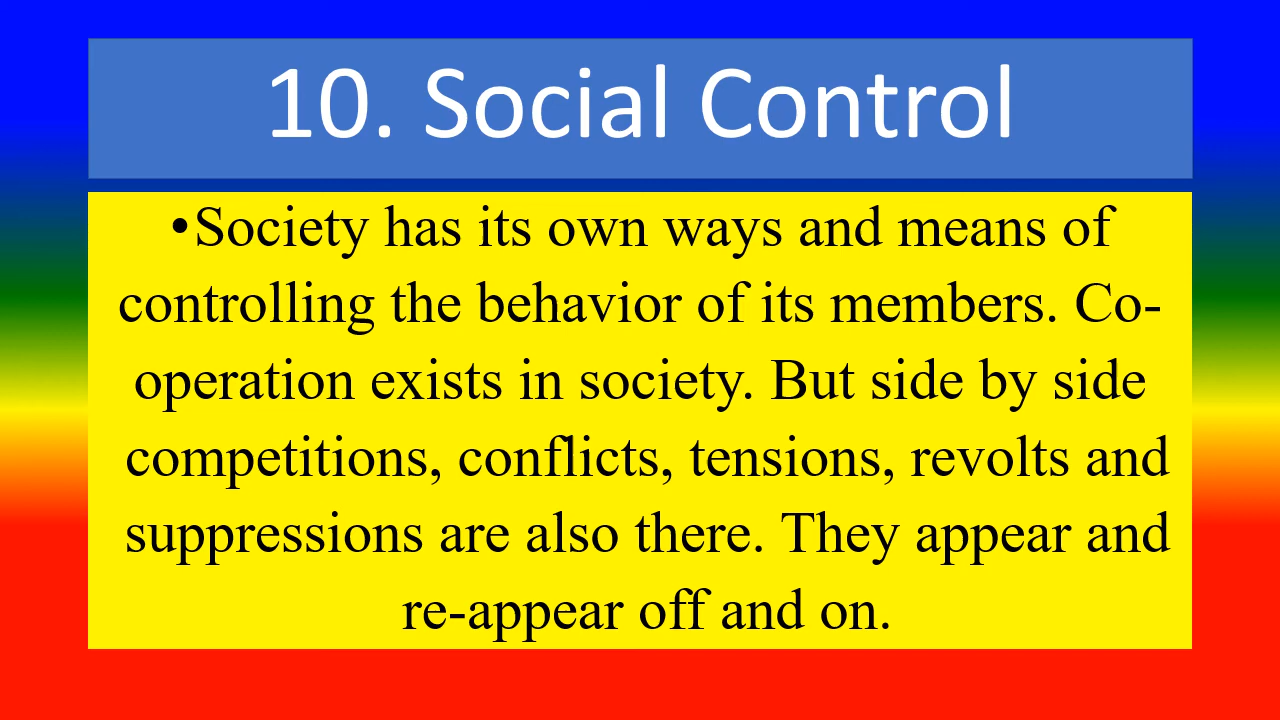 10. Social Control
•Society has its own ways and means of
controlling the behavior of its members. Co-
operation exists in society. But side by side
competitions, conflicts, tensions, revolts and
suppressions are also there. They appear and
re-appear off and on.